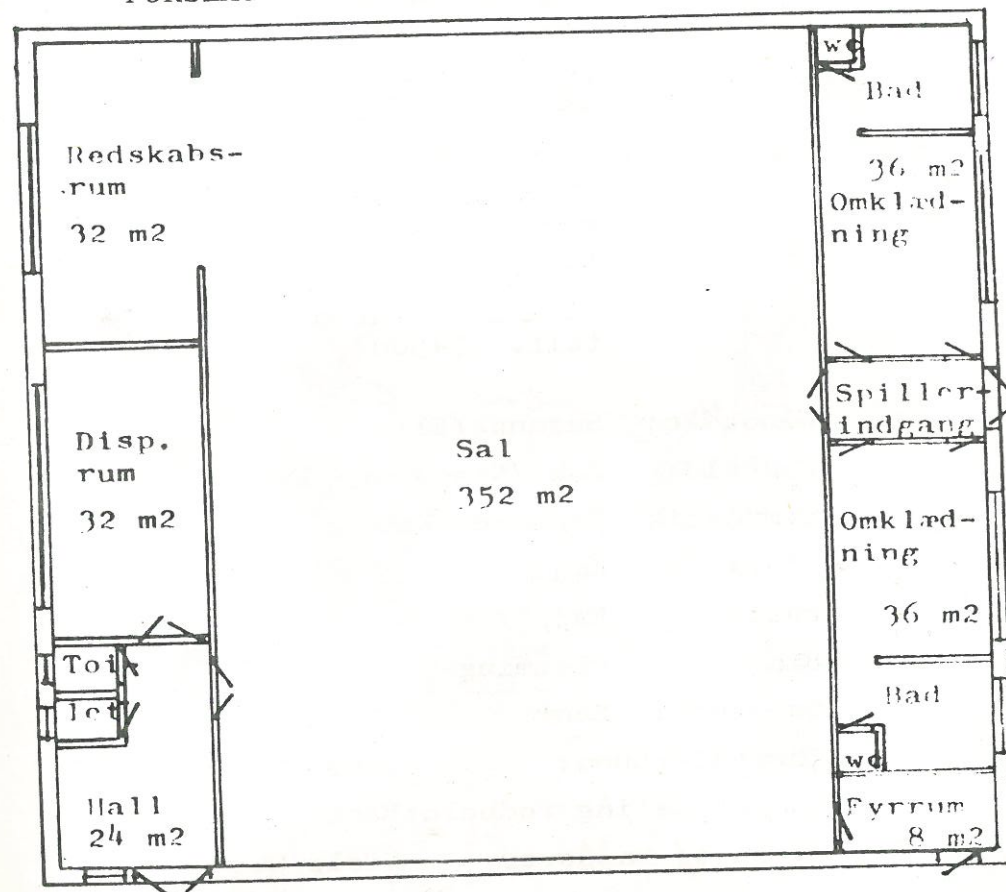 wc
Bad
36 m2
Omklæd-
ning
Redskabs-
rum
32 m2
Spiller-
indgang
Disp.
rum
32 m2
Sal
352 m2
Omklæd-
ning
36 m2
Toi-
let
Bad
wc
Hall
24 m2
Fyrrum
8 m2